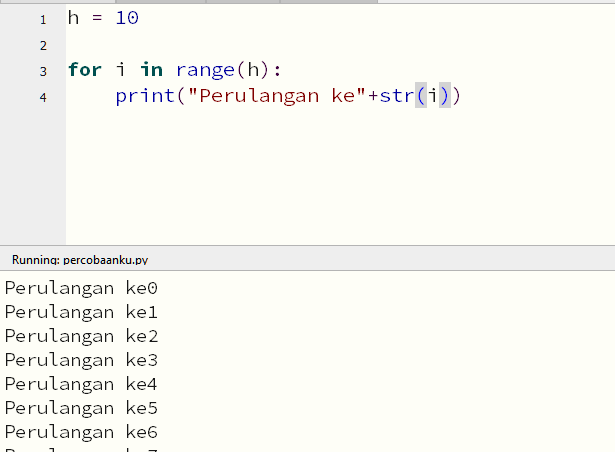 1 h = 10
2
3 for i in range(h):
4     print("Perulangan ke"+str(i))
Running: percobaanku.py
Perulangan ke0
Perulangan ke1
Perulangan ke2
Perulangan ke3
Perulangan ke4
Perulangan ke5
Perulangan ke6